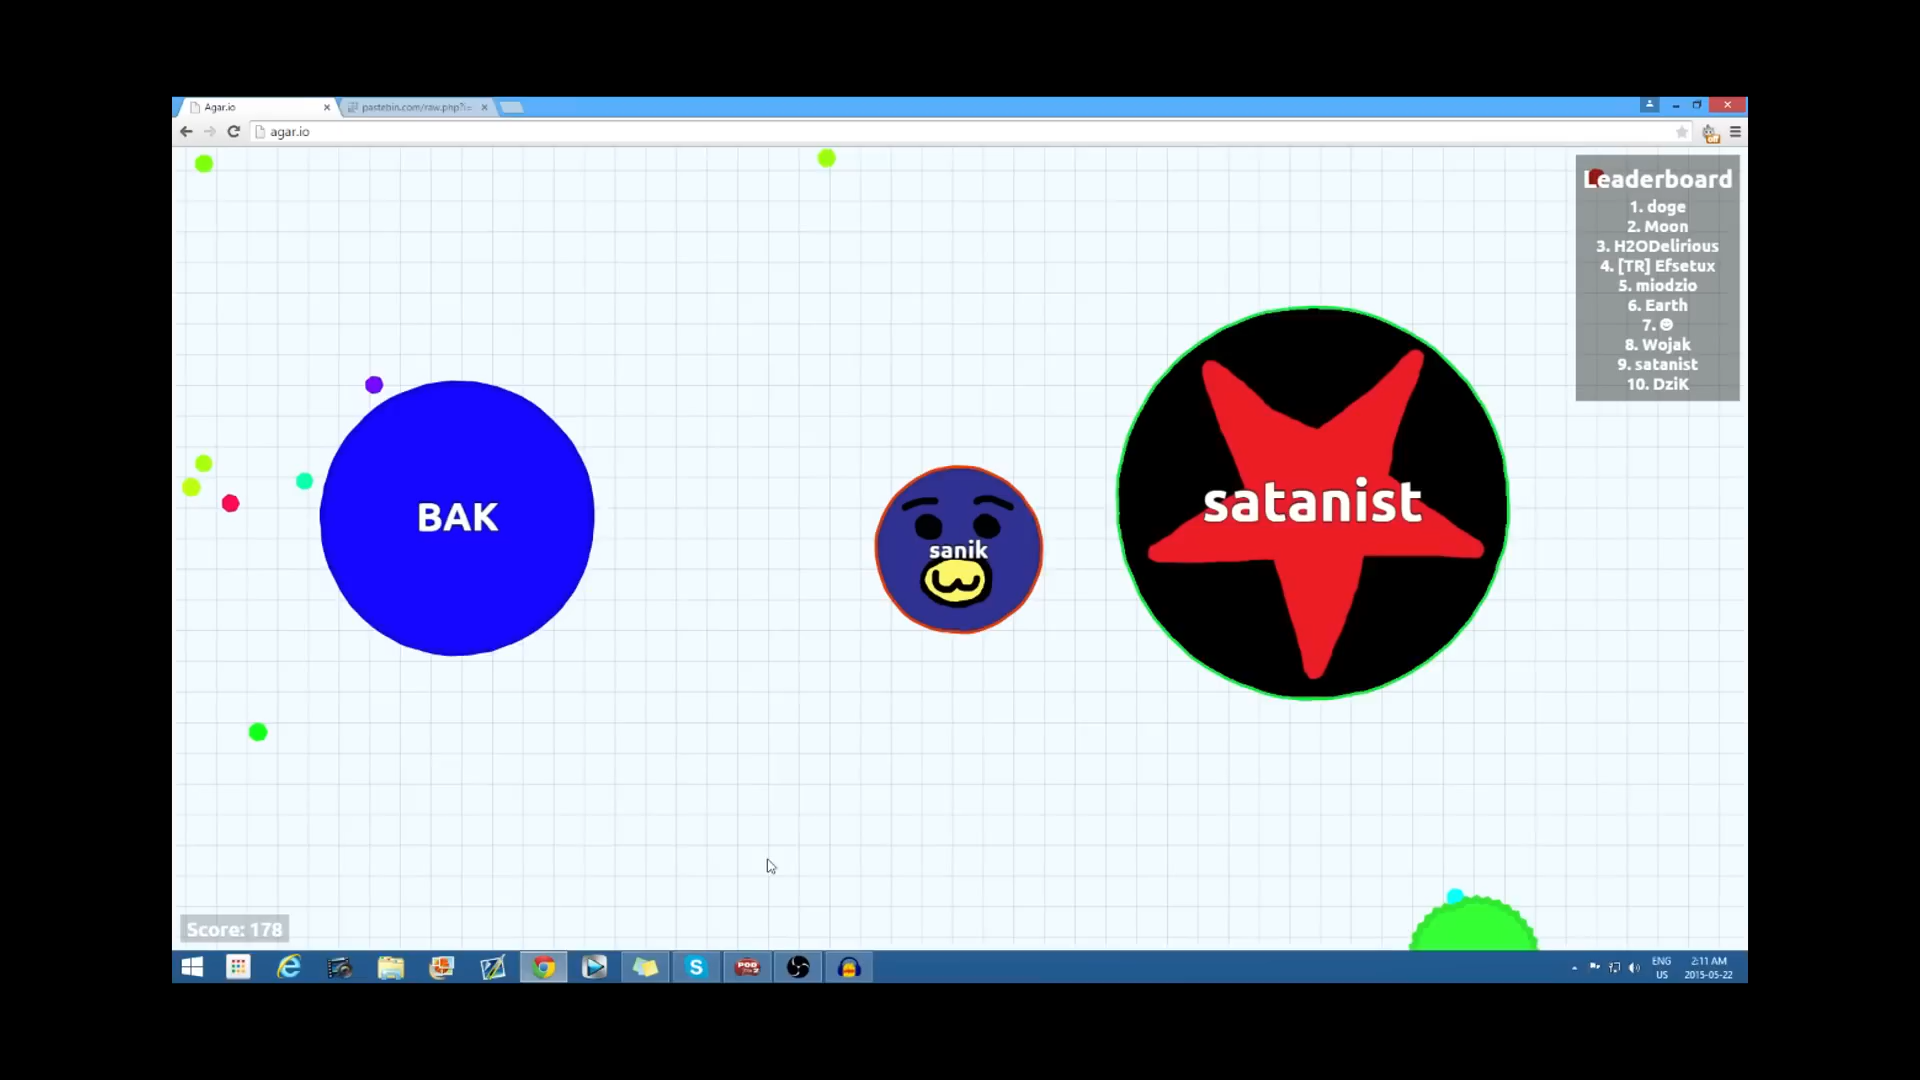 Agar.io
pastebin.com/raw.php?i=
agar.io
Leaderboard
1. doge
2. Moon
3. H2ODelirious
4. [TR] Efsetux
5. miodzio
6. Earth
7. ☻
8. Wojak
9. satanist
10. DziK
BAK
sanik
satanist
Score: 178
ENG
US
2:11 AM
2015-05-22